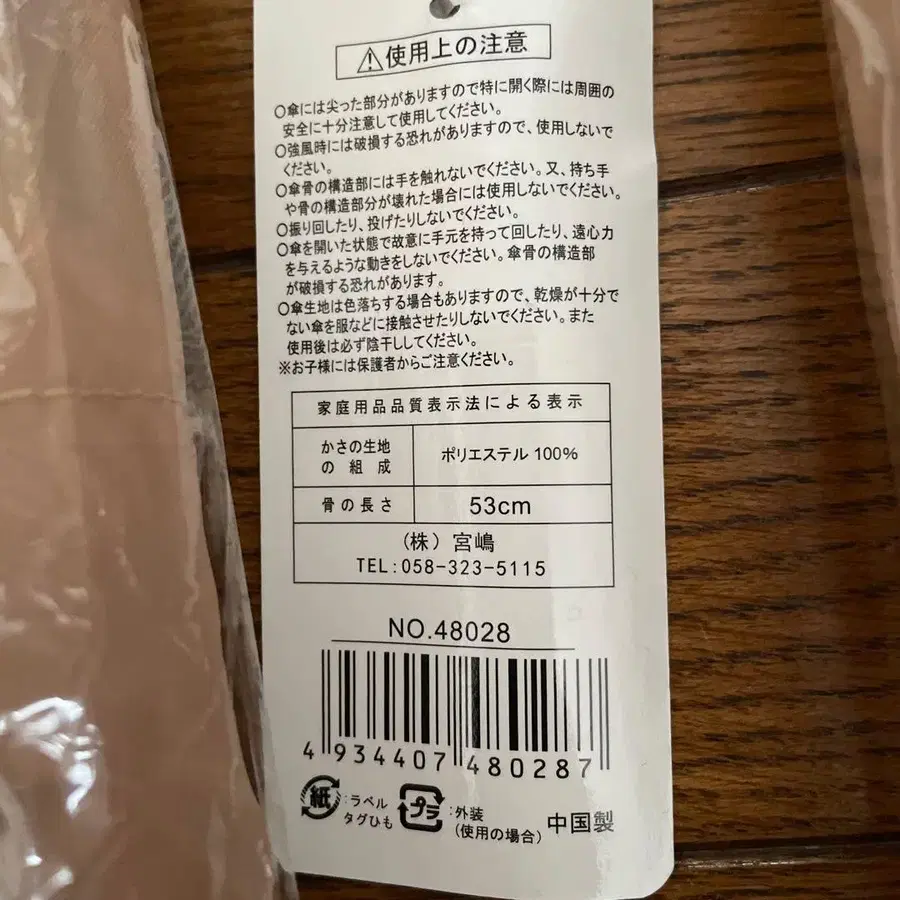 ⚠使用上の注意
○傘には尖った部分がありますので特に開く際には周囲の
安全に十分注意して使用してください。
○強風時には破損する恐れがありますので、使用しないで
ください。
○傘骨の構造部には手を触れないでください。又、持ち手
や骨の構造部分が壊れた場合には使用しないでください。
○振り回したり、投げたりしないでください。
○傘を開いた状態で故意に手元を持って回したり、遠心力
を与えるような動きをしないでください。傘骨の構造部
が破損する恐れがあります。
○傘生地は色落ちする場合もありますので、乾燥が十分で
ない傘を服などに接触させたりしないでください。また
使用後は必ず陰干ししてください。
※お子様には保護者からご注意ください。
家庭用品品質表示法による表示
かさの生地
の組成
ポリエステル 100%
骨の長さ
53cm
(株)宮嶋
TEL:058-323-5115
NO.48028
4 934407 480287
紙:ラベル
タグひも
プラ:外装
(使用の場合)
中国製